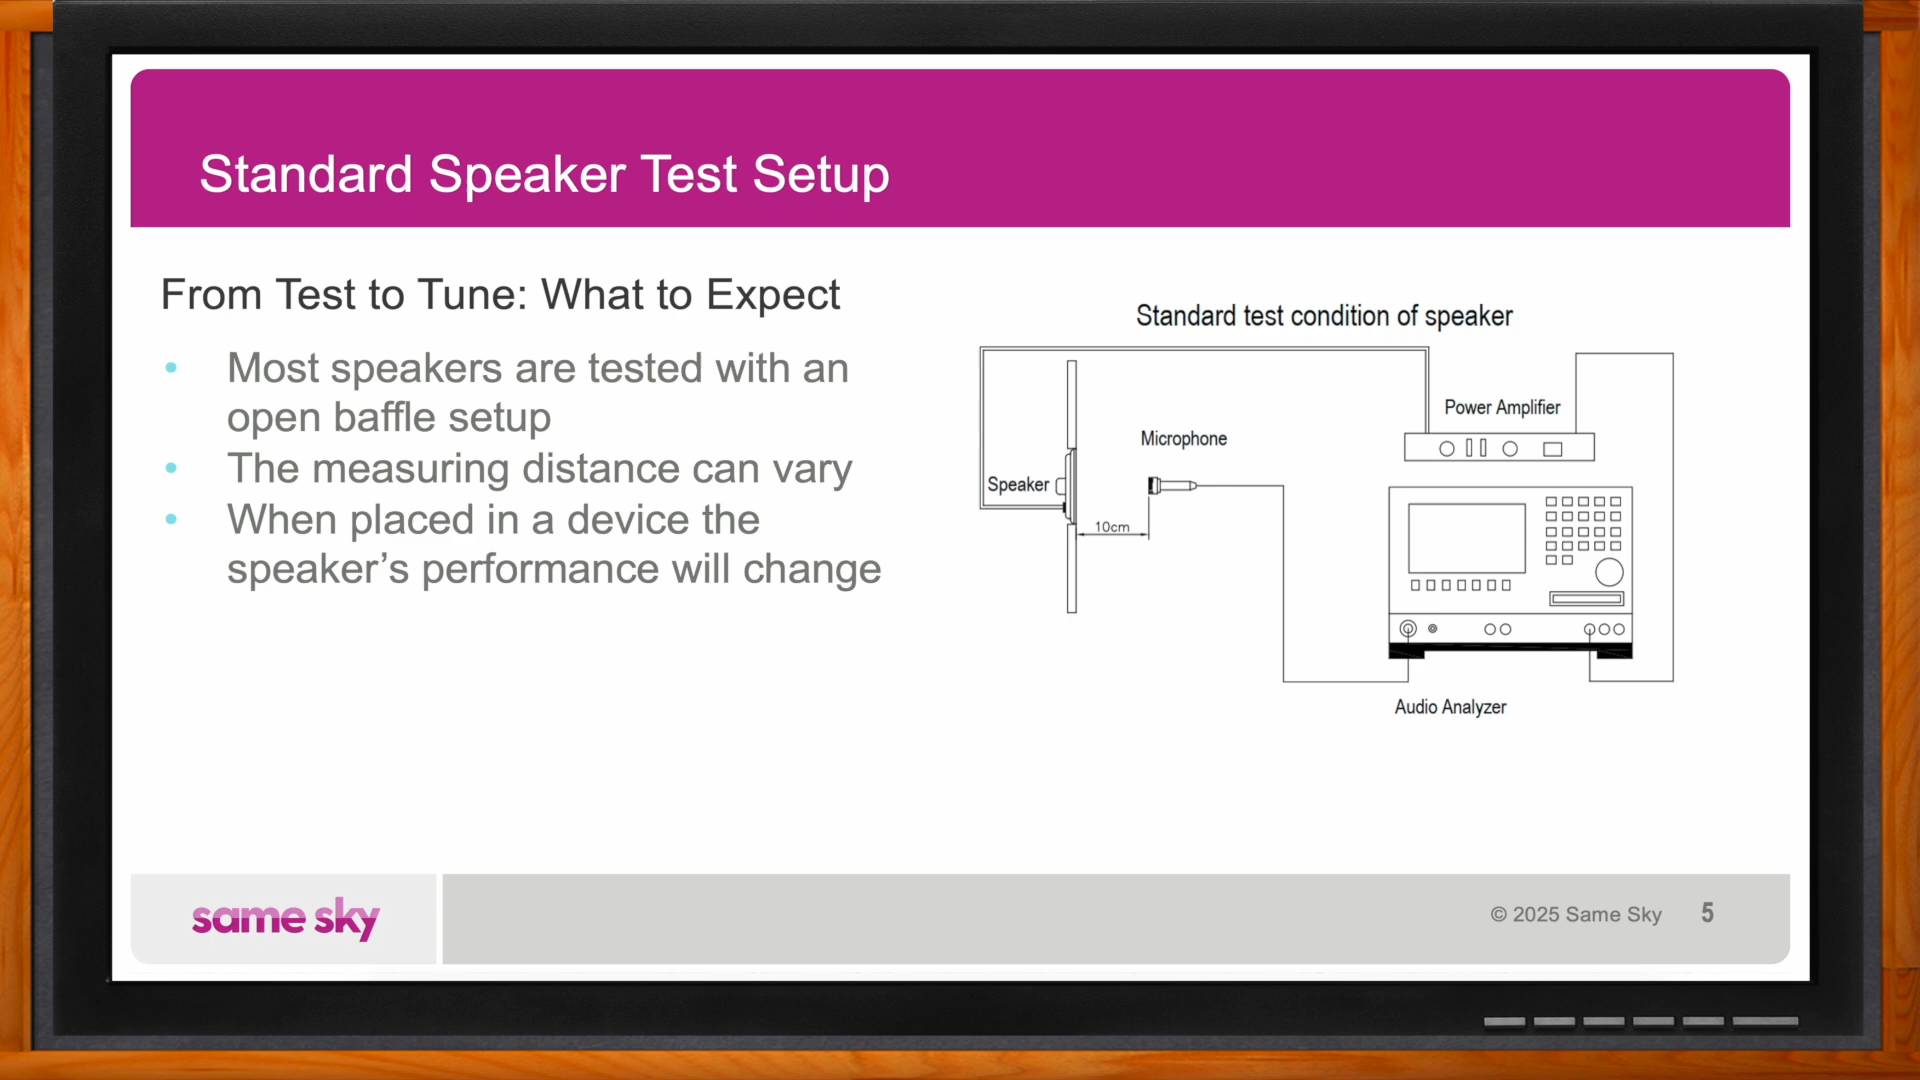 Standard Speaker Test Setup
From Test to Tune: What to Expect
• Most speakers are tested with an
open baffle setup
• The measuring distance can vary
• When placed in a device the
speaker’s performance will change
Standard test condition of speaker
Power Amplifier
Microphone
Speaker
10cm
Audio Analyzer
same sky
© 2025 Same Sky 5